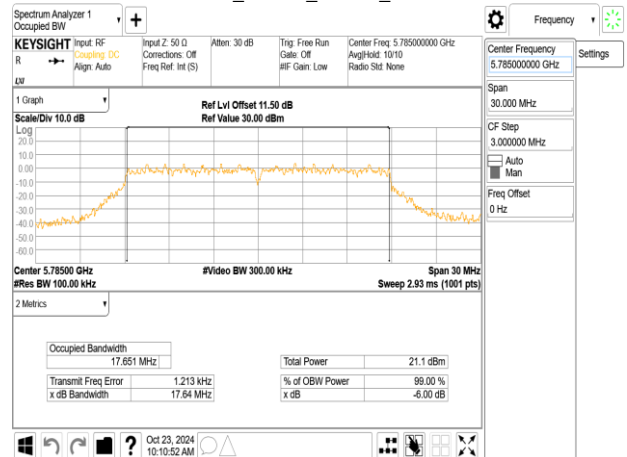 Spectrum Analyzer 1
Occupied BW
Frequency
KEYSIGHT
R
LXI
Input: RF
Coupling: DC
Align: Auto
Input Z: 50 Ω
Corrections: Off
Freq Ref: Int (S)
Atten: 30 dB
Trig: Free Run
Gate: Off
#IF Gain: Low
Center Freq: 5.785000000 GHz
Avg|Hold: 10/10
Radio Std: None
Center Frequency
5.785000000 GHz
Settings
Span
30.000 MHz
CF Step
3.000000 MHz
Auto
Man
Freq Offset
0 Hz
1 Graph
Scale/Div 10.0 dB
Ref Lvl Offset 11.50 dB
Ref Value 30.00 dBm
Log
20.0
10.0
0.00
-10.0
-20.0
-30.0
-40.0
-50.0
-60.0
Center 5.78500 GHz
#Video BW 300.00 kHz
Span 30 MHz
#Res BW 100.00 kHz
Sweep 2.93 ms (1001 pts)
2 Metrics
Occupied Bandwidth
17.651 MHz
Total Power 21.1 dBm
Transmit Freq Error 1.213 kHz
% of OBW Power 99.00 %
x dB Bandwidth 17.64 MHz
x dB -6.00 dB
?
Oct 23, 2024
10:10:52 AM